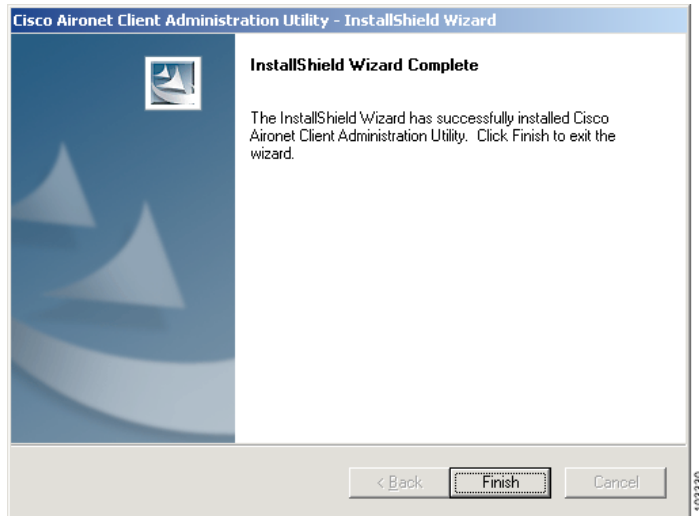 Cisco Aironet Client Administration Utility - InstallShield Wizard
InstallShield Wizard Complete
The InstallShield Wizard has successfully installed Cisco
Aironet Client Administration Utility. Click Finish to exit the
wizard.
< Back
Finish
Cancel